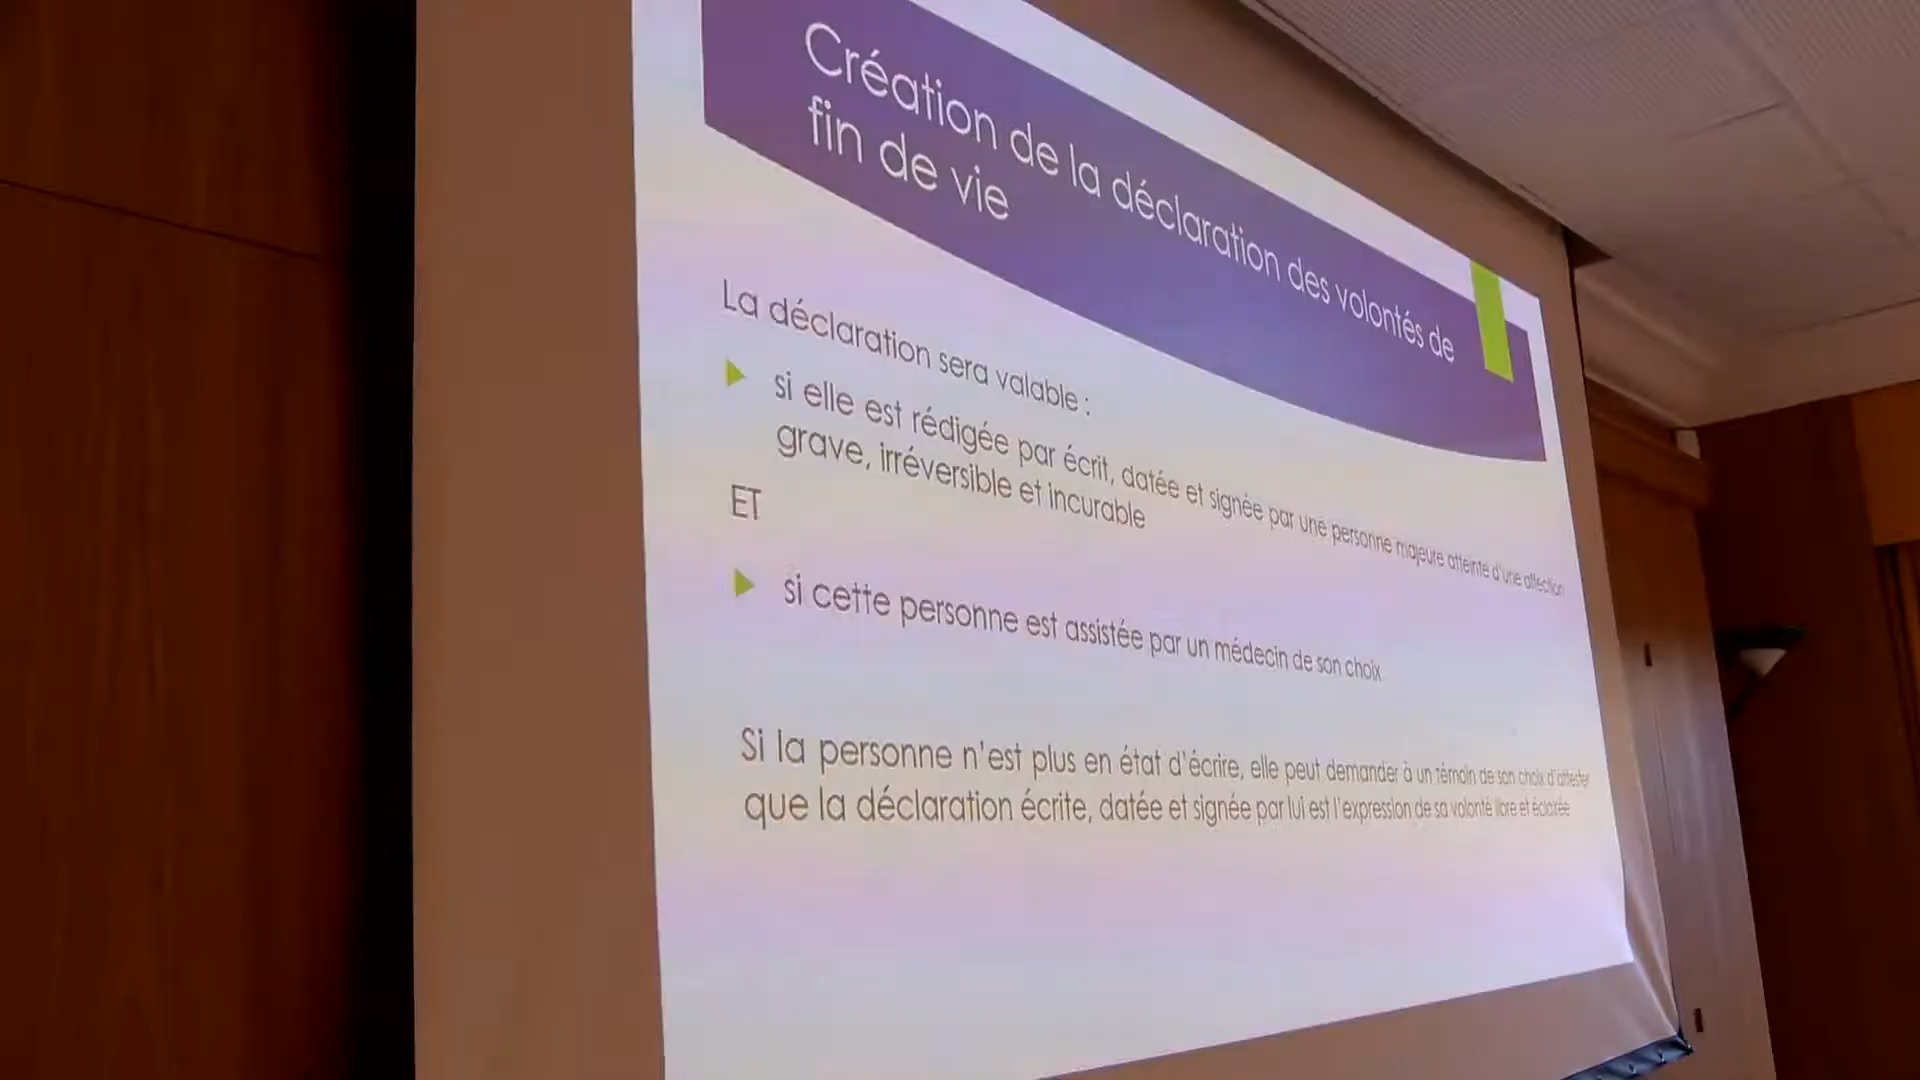 Création de la déclaration des volontés de
fin de vie
La déclaration sera valable :
si elle est rédigée par écrit, datée et signée par une personne majeure atteinte d'une affection
grave, irréversible et incurable
ET
si cette personne est assistée par un médecin de son choix
Si la personne n'est plus en état d'écrire, elle peut demander à un témoin de son choix d'attester
que la déclaration écrite, datée et signée par lui est l'expression de sa volonté libre et éclairée